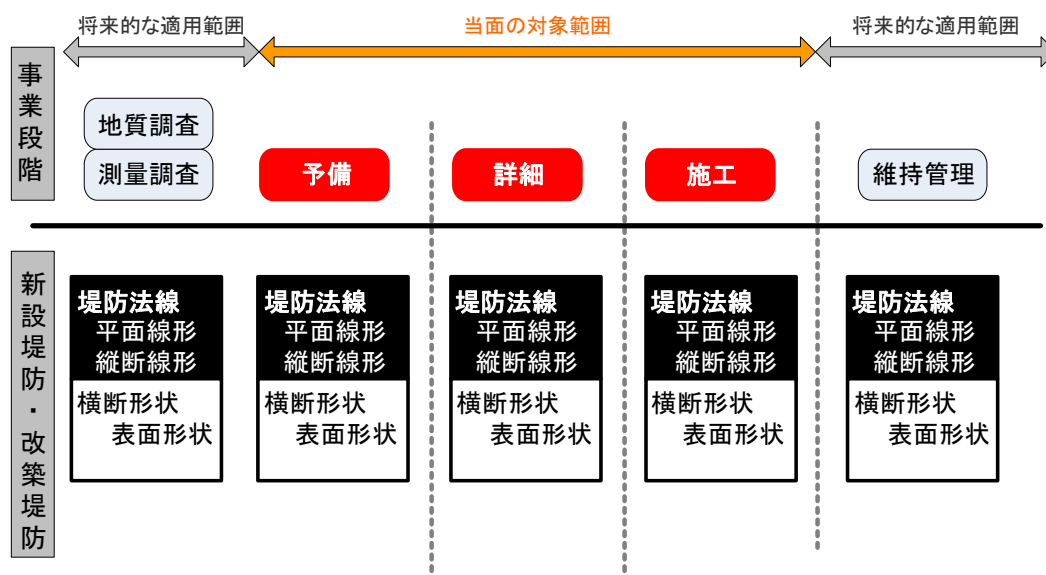 将来的な適用範囲
当面の対象範囲
将来的な適用範囲
事業段階
地質調査
測量調査
予備
詳細
施工
維持管理
新設堤防・改築堤防
堤防法線
平面線形
縦断線形
横断形状
表面形状
堤防法線
平面線形
縦断線形
横断形状
表面形状
堤防法線
平面線形
縦断線形
横断形状
表面形状
堤防法線
平面線形
縦断線形
横断形状
表面形状
堤防法線
平面線形
縦断線形
横断形状
表面形状